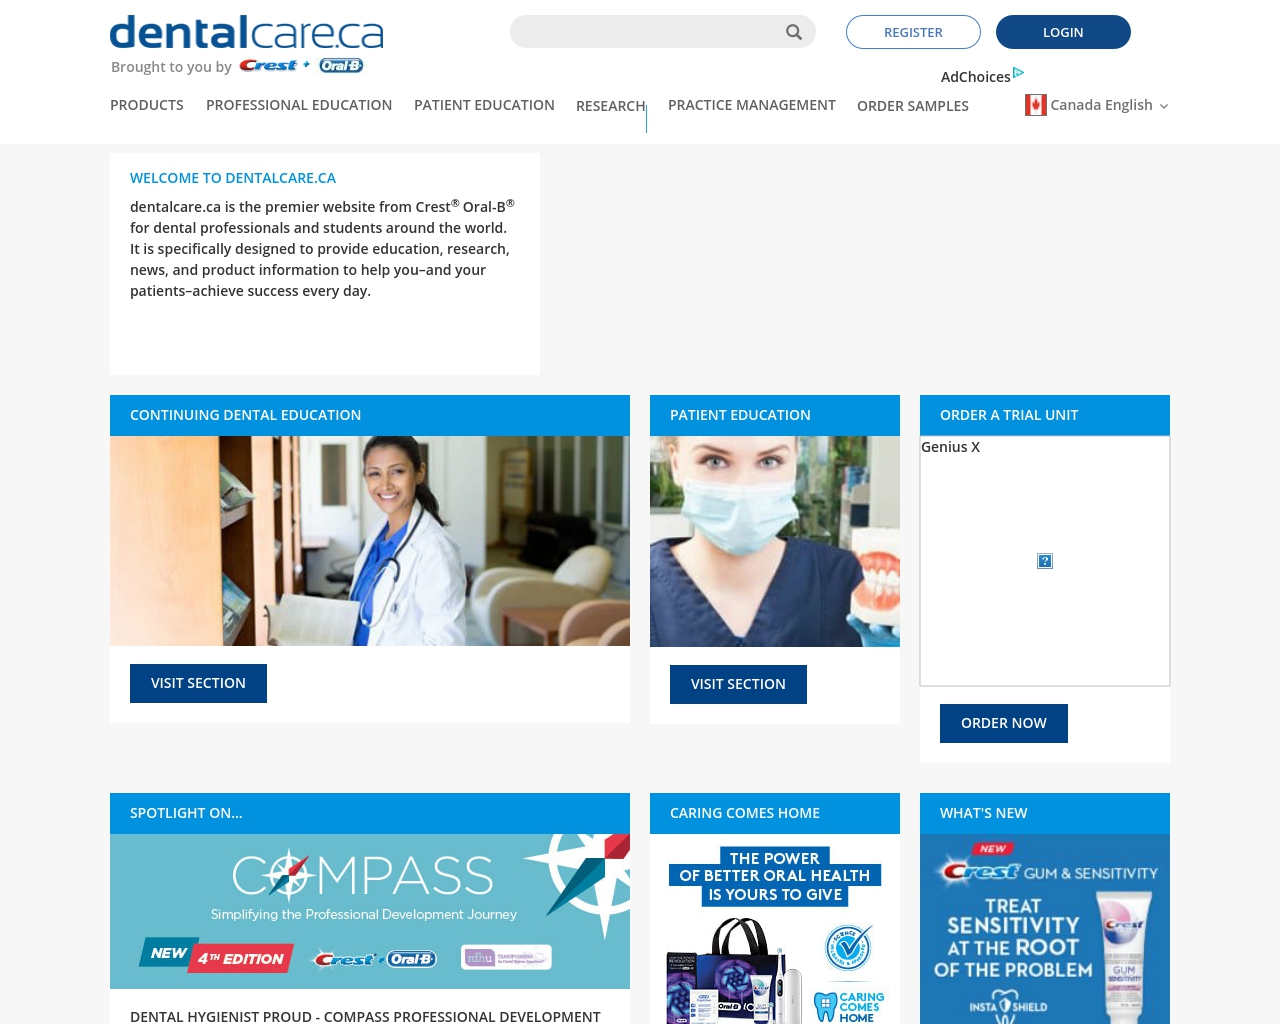 dentalcare.ca
REGISTER
LOGIN
Brought to you by Crest + Oral-B
AdChoices
PRODUCTS
PROFESSIONAL EDUCATION
PATIENT EDUCATION
RESEARCH
PRACTICE MANAGEMENT
ORDER SAMPLES
Canada English
WELCOME TO DENTALCARE.CA
dentalcare.ca is the premier website from Crest® Oral-B®
for dental professionals and students around the world.
It is specifically designed to provide education, research,
news, and product information to help you–and your
patients–achieve success every day.
CONTINUING DENTAL EDUCATION
VISIT SECTION
PATIENT EDUCATION
VISIT SECTION
ORDER A TRIAL UNIT
Genius X
ORDER NOW
SPOTLIGHT ON...
COMPASS
Simplifying the Professional Development Journey
NEW 4TH EDITION
Crest + Oral-B
rdhu
DENTAL HYGIENIST PROUD - COMPASS PROFESSIONAL DEVELOPMENT
CARING COMES HOME
THE POWER
OF BETTER ORAL HEALTH
IS YOURS TO GIVE
SCIENCE
Oral-B
CARING
COMES
HOME
WHAT'S NEW
NEW
Crest GUM & SENSITIVITY
TREAT
SENSITIVITY
AT THE ROOT
OF THE PROBLEM
Crest
GUM
SENSITIVITY
INSTA SHIELD